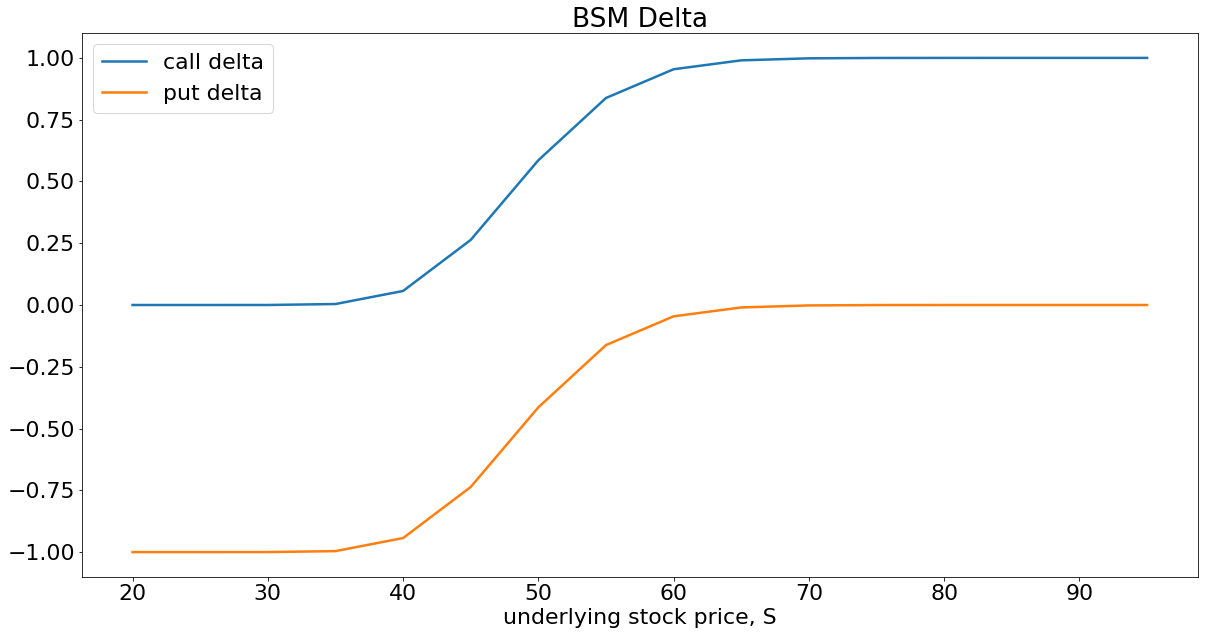 BSM Delta
call delta
put delta
1.00
0.75
0.50
0.25
0.00
−0.25
−0.50
−0.75
−1.00
20 30 40 50 60 70 80 90
underlying stock price, S